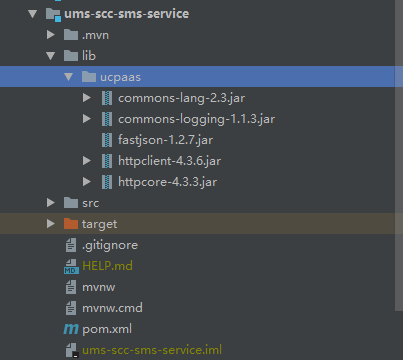 ums-scc-sms-service
.mvn
lib
ucpaas
commons-lang-2.3.jar
commons-logging-1.1.3.jar
fastjson-1.2.7.jar
httpclient-4.3.6.jar
httpcore-4.3.3.jar
src
target
.gitignore
HELP.md
mvnw
mvnw.cmd
pom.xml
ums-scc-sms-service.iml